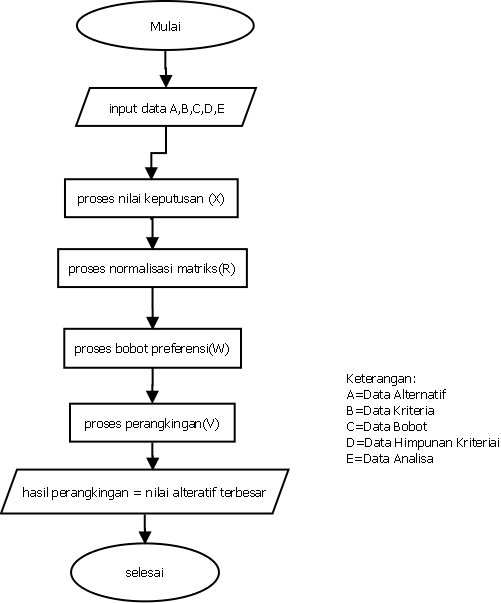 Mulai
input data A,B,C,D,E
proses nilai keputusan (X)
proses normalisasi matriks(R)
proses bobot preferensi(W)
proses perangkingan(V)
hasil perangkingan = nilai alteratif terbesar
selesai
Keterangan:
A=Data Alternatif
B=Data Kriteria
C=Data Bobot
D=Data Himpunan Kriteriai
E=Data Analisa